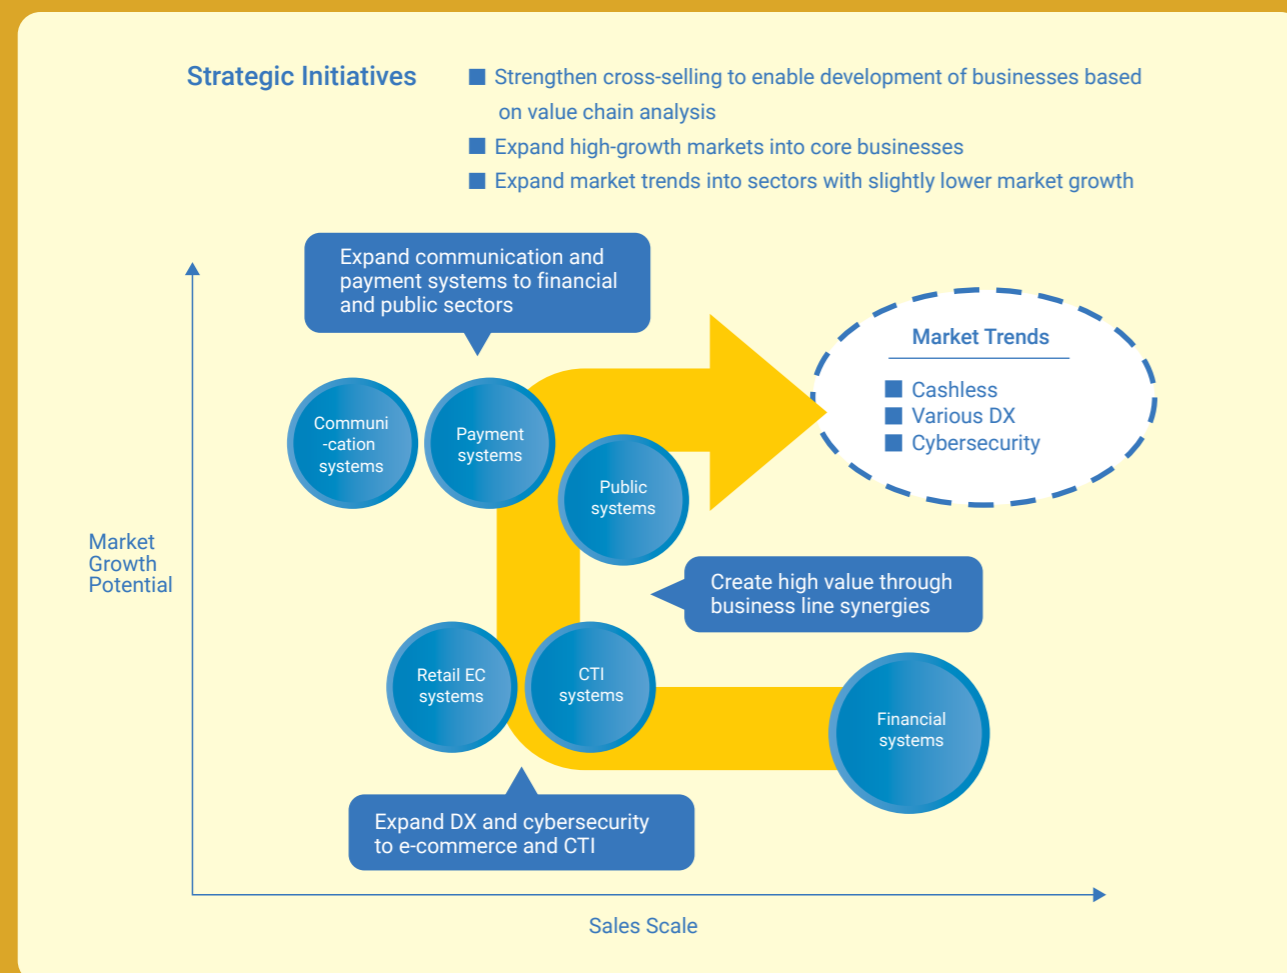 Strategic Initiatives
■ Strengthen cross-selling to enable development of businesses based
on value chain analysis
■ Expand high-growth markets into core businesses
■ Expand market trends into sectors with slightly lower market growth
Expand communication and
payment systems to financial
and public sectors
Market Trends
■ Cashless
■ Various DX
■ Cybersecurity
Communi
-cation
systems
Payment
systems
Public
systems
Market
Growth
Potential
Create high value through
business line synergies
Retail EC
systems
CTI
systems
Financial
systems
Expand DX and cybersecurity
to e-commerce and CTI
Sales Scale